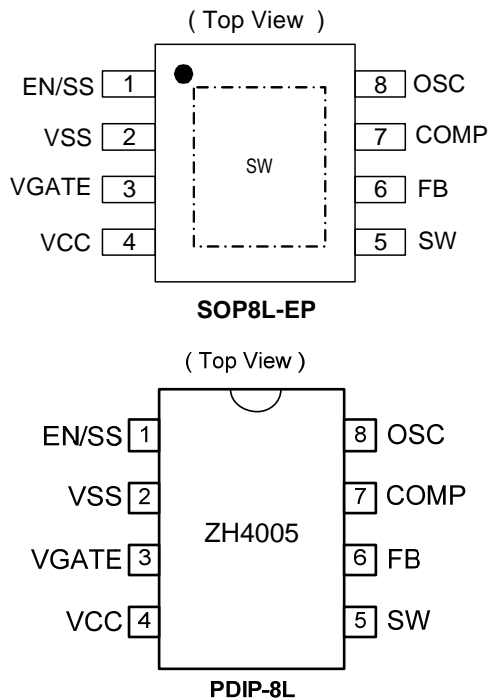 ( Top View )
EN/SS 1 8 OSC
VSS 2 7 COMP
SW
VGATE 3 6 FB
VCC 4 5 SW
SOP8L-EP
( Top View )
EN/SS 1 8 OSC
VSS 2 7 COMP
ZH4005
VGATE 3 6 FB
VCC 4 5 SW
PDIP-8L